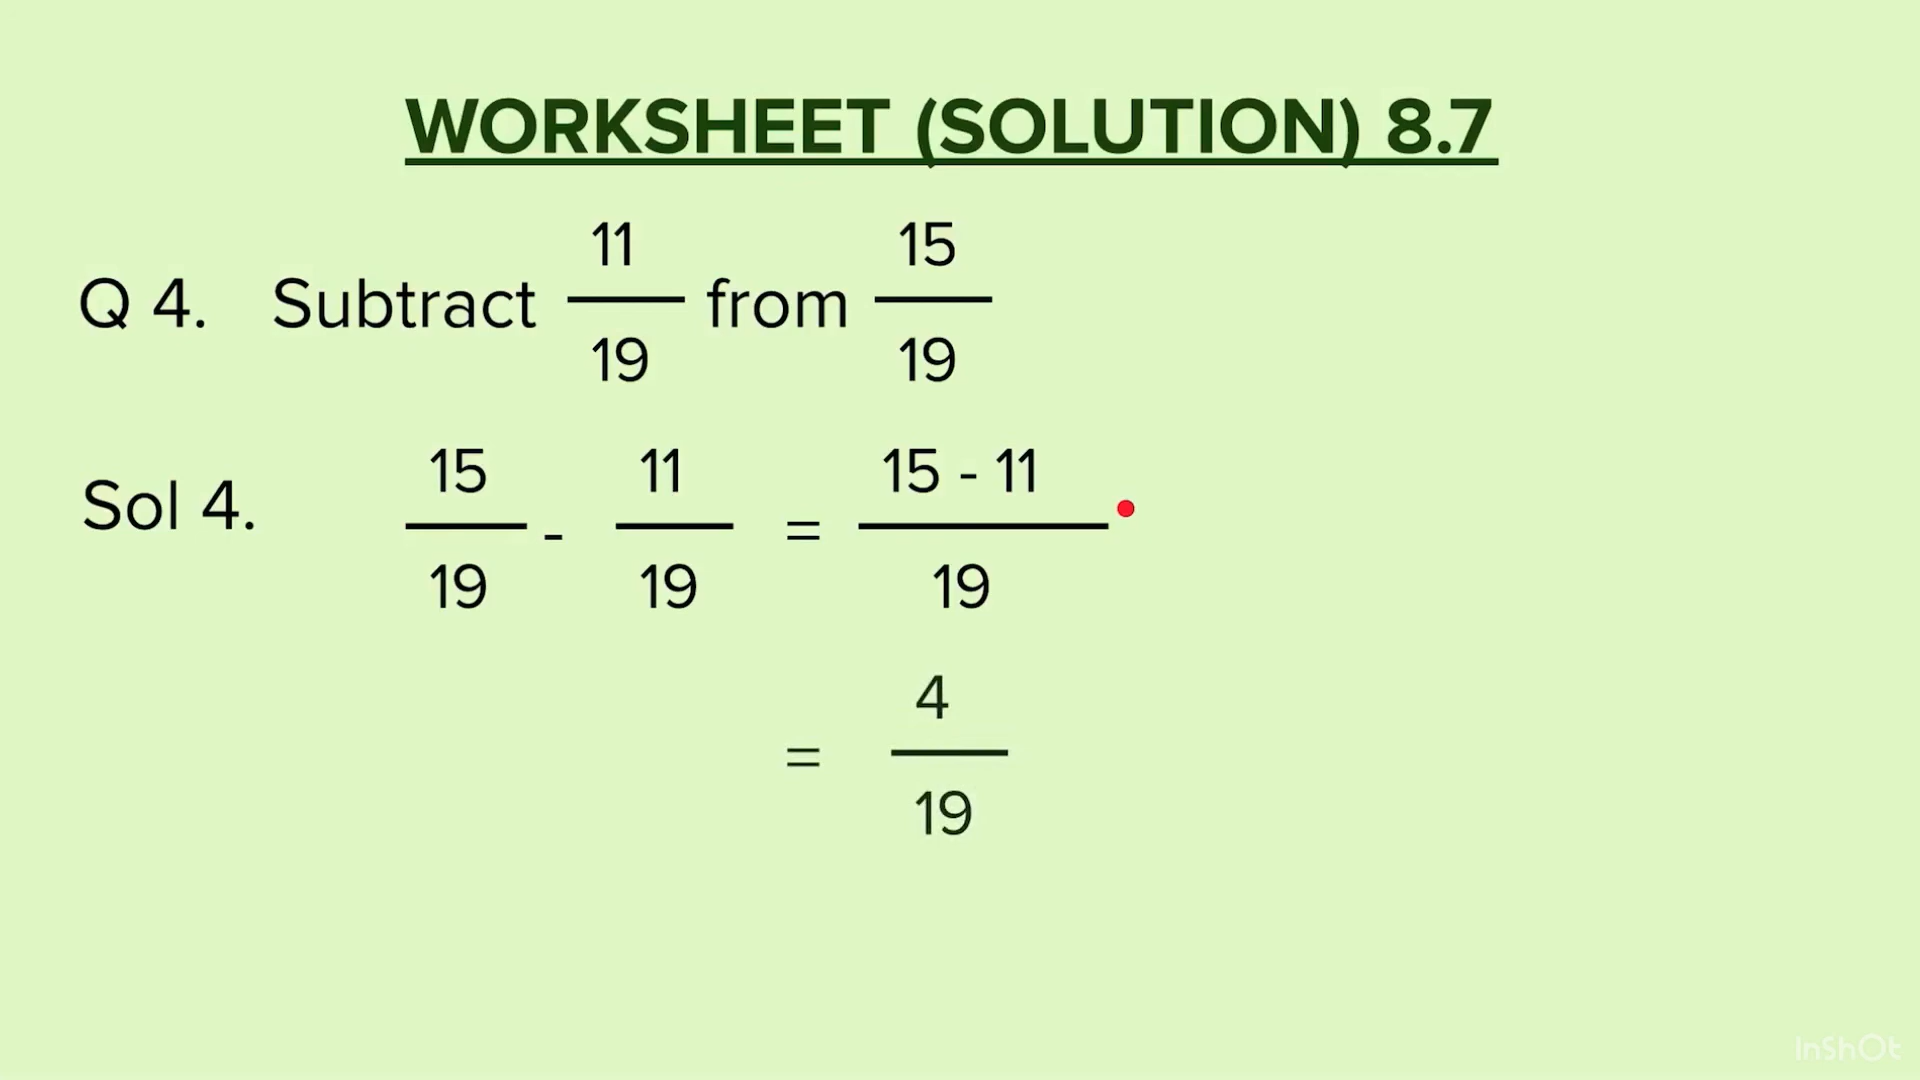 WORKSHEET (SOLUTION) 8.7
Q 4. Subtract 11/19 from 15/19
Sol 4. 15/19 - 11/19 = 15 - 11/19
= 4/19
InShOt